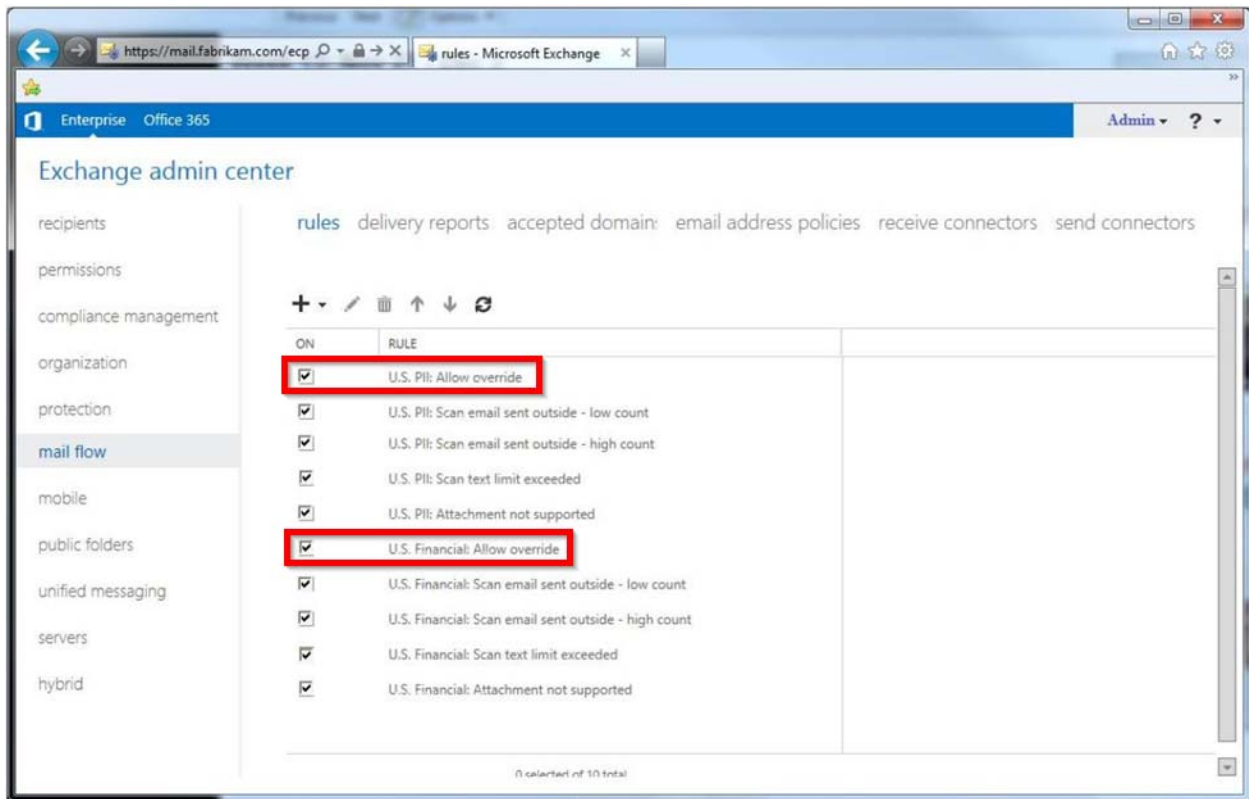 https://mail.fabrikam.com/ecp
rules - Microsoft Exchange
Enterprise Office 365 Admin ?
Exchange admin center
recipients
permissions
compliance management
organization
protection
mail flow
mobile
public folders
unified messaging
servers
hybrid
rules delivery reports accepted domain: email address policies receive connectors send connectors
ON RULE
U.S. PII: Allow override
U.S. PII: Scan email sent outside - low count
U.S. PII: Scan email sent outside - high count
U.S. PII: Scan text limit exceeded
U.S. PII: Attachment not supported
U.S. Financial: Allow override
U.S. Financial: Scan email sent outside - low count
U.S. Financial: Scan email sent outside - high count
U.S. Financial: Scan text limit exceeded
U.S. Financial: Attachment not supported
0 selected of 10 total